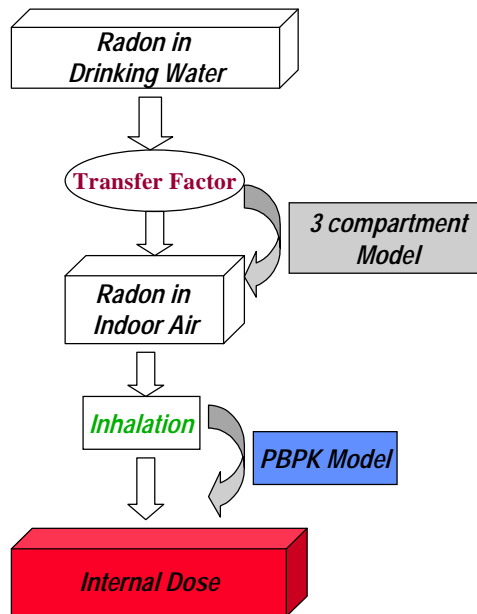 Radon in
Drinking Water
Transfer Factor
3 compartment
Model
Radon in
Indoor Air
Inhalation
PBPK Model
Internal Dose